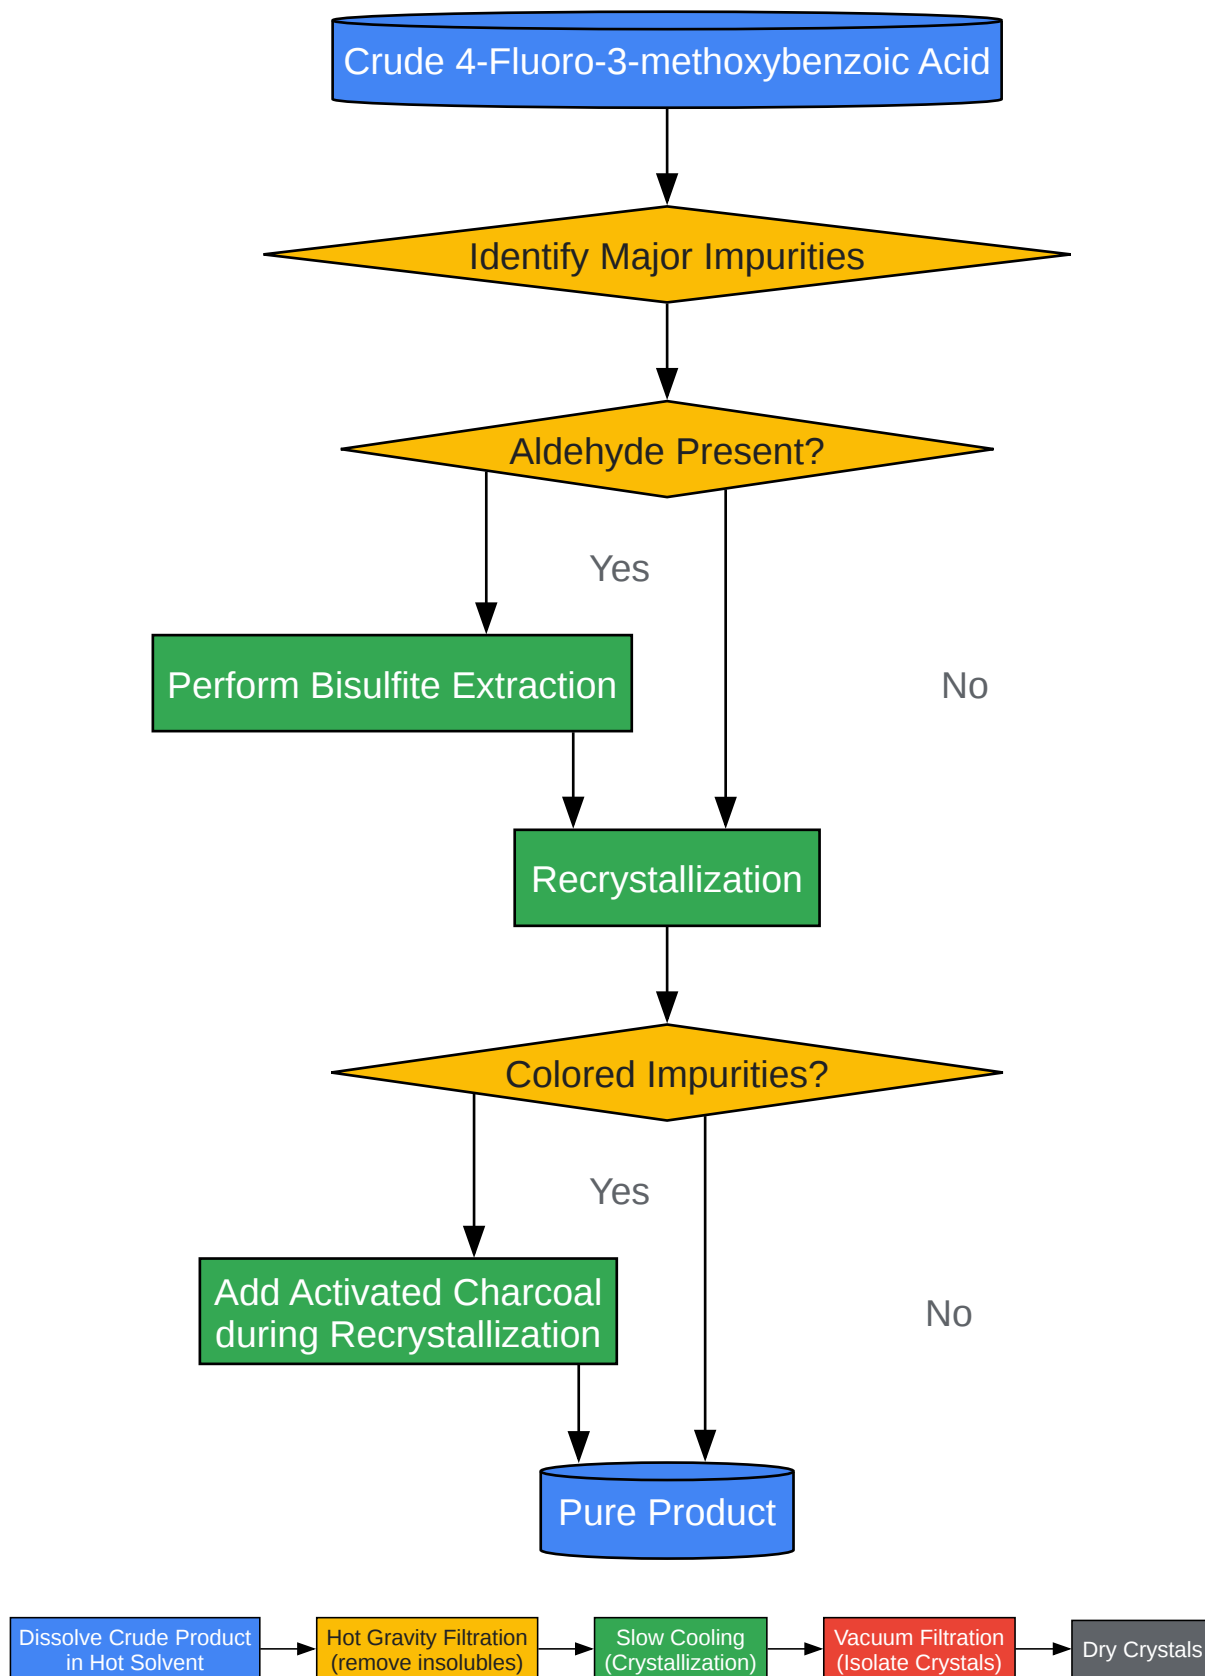 Crude 4-Fluoro-3-methoxybenzoic Acid
Identify Major Impurities
Aldehyde Present?
Yes
Perform Bisulfite Extraction
No
Recrystallization
Colored Impurities?
Yes
Add Activated Charcoal
during Recrystallization
No
Pure Product
Dissolve Crude Product
in Hot Solvent
Hot Gravity Filtration
(remove insolubles)
Slow Cooling
(Crystallization)
Vacuum Filtration
(Isolate Crystals)
Dry Crystals